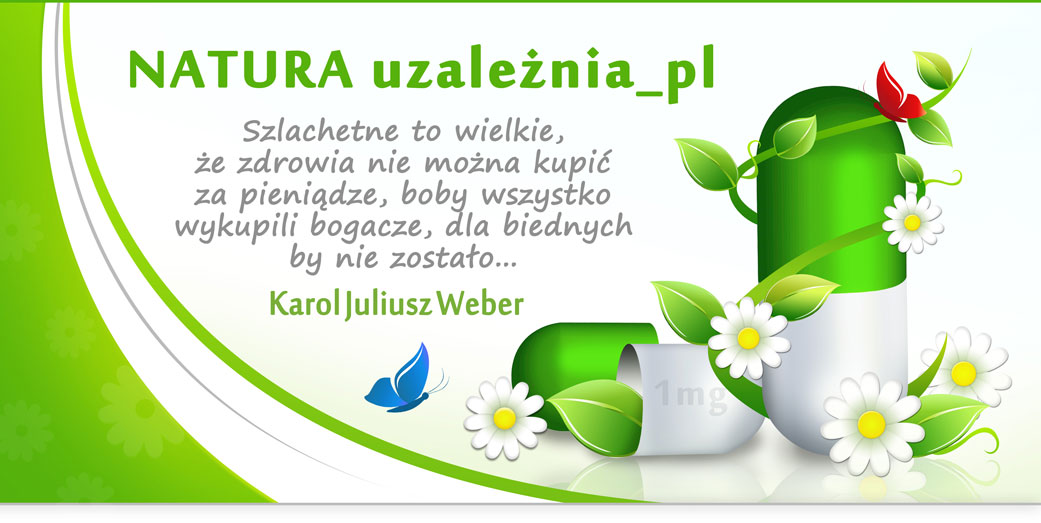 NATURA uzależnia_pl
Szlachetne to wielkie,
że zdrowia nie można kupić
za pieniądze, boby wszystko
wykupili bogacze, dla biednych
by nie zostało...
Karol Juliusz Weber
1mg